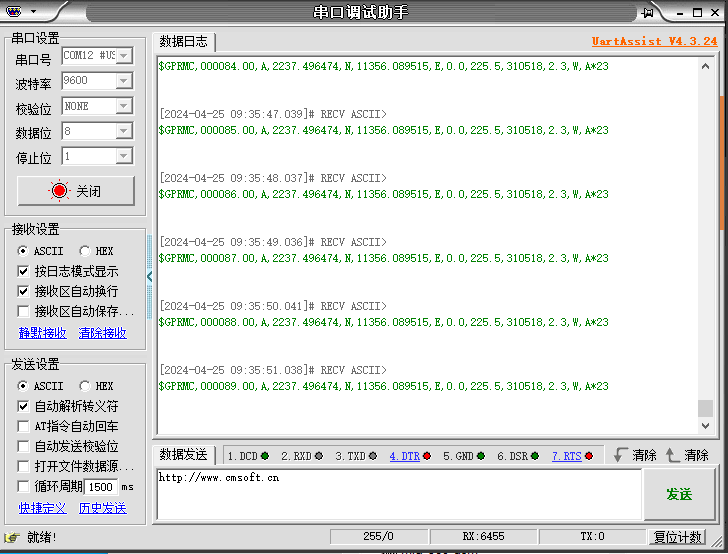 串口调试助手
串口设置
串口号 COM12 #US
波特率 9600
校验位 NONE
数据位 8
停止位 1
关闭
接收设置
ASCII HEX
按日志模式显示
接收区自动换行
接收区自动保存...
静默接收 清除接收
发送设置
ASCII HEX
自动解析转义符
AT指令自动回车
自动发送校验位
打开文件数据源...
循环周期 1500 ms
快捷定义 历史发送
数据日志
UartAssist V4.3.24
$GPRMC,000084.00,A,2237.496474,N,11356.089515,E,0.0,225.5,310518,2.3,W,A*23
[2024-04-25 09:35:47.039]# RECV ASCII>
$GPRMC,000085.00,A,2237.496474,N,11356.089515,E,0.0,225.5,310518,2.3,W,A*23
[2024-04-25 09:35:48.037]# RECV ASCII>
$GPRMC,000086.00,A,2237.496474,N,11356.089515,E,0.0,225.5,310518,2.3,W,A*23
[2024-04-25 09:35:49.036]# RECV ASCII>
$GPRMC,000087.00,A,2237.496474,N,11356.089515,E,0.0,225.5,310518,2.3,W,A*23
[2024-04-25 09:35:50.041]# RECV ASCII>
$GPRMC,000088.00,A,2237.496474,N,11356.089515,E,0.0,225.5,310518,2.3,W,A*23
[2024-04-25 09:35:51.038]# RECV ASCII>
$GPRMC,000089.00,A,2237.496474,N,11356.089515,E,0.0,225.5,310518,2.3,W,A*23
数据发送 1.DCD 2.RXD 3.TXD 4.DTR 5.GND 6.DSR 7.RTS 清除 清除
http://www.cmsoft.cn
发送
就绪! 255/0 RX:6455 TX:0 复位计数